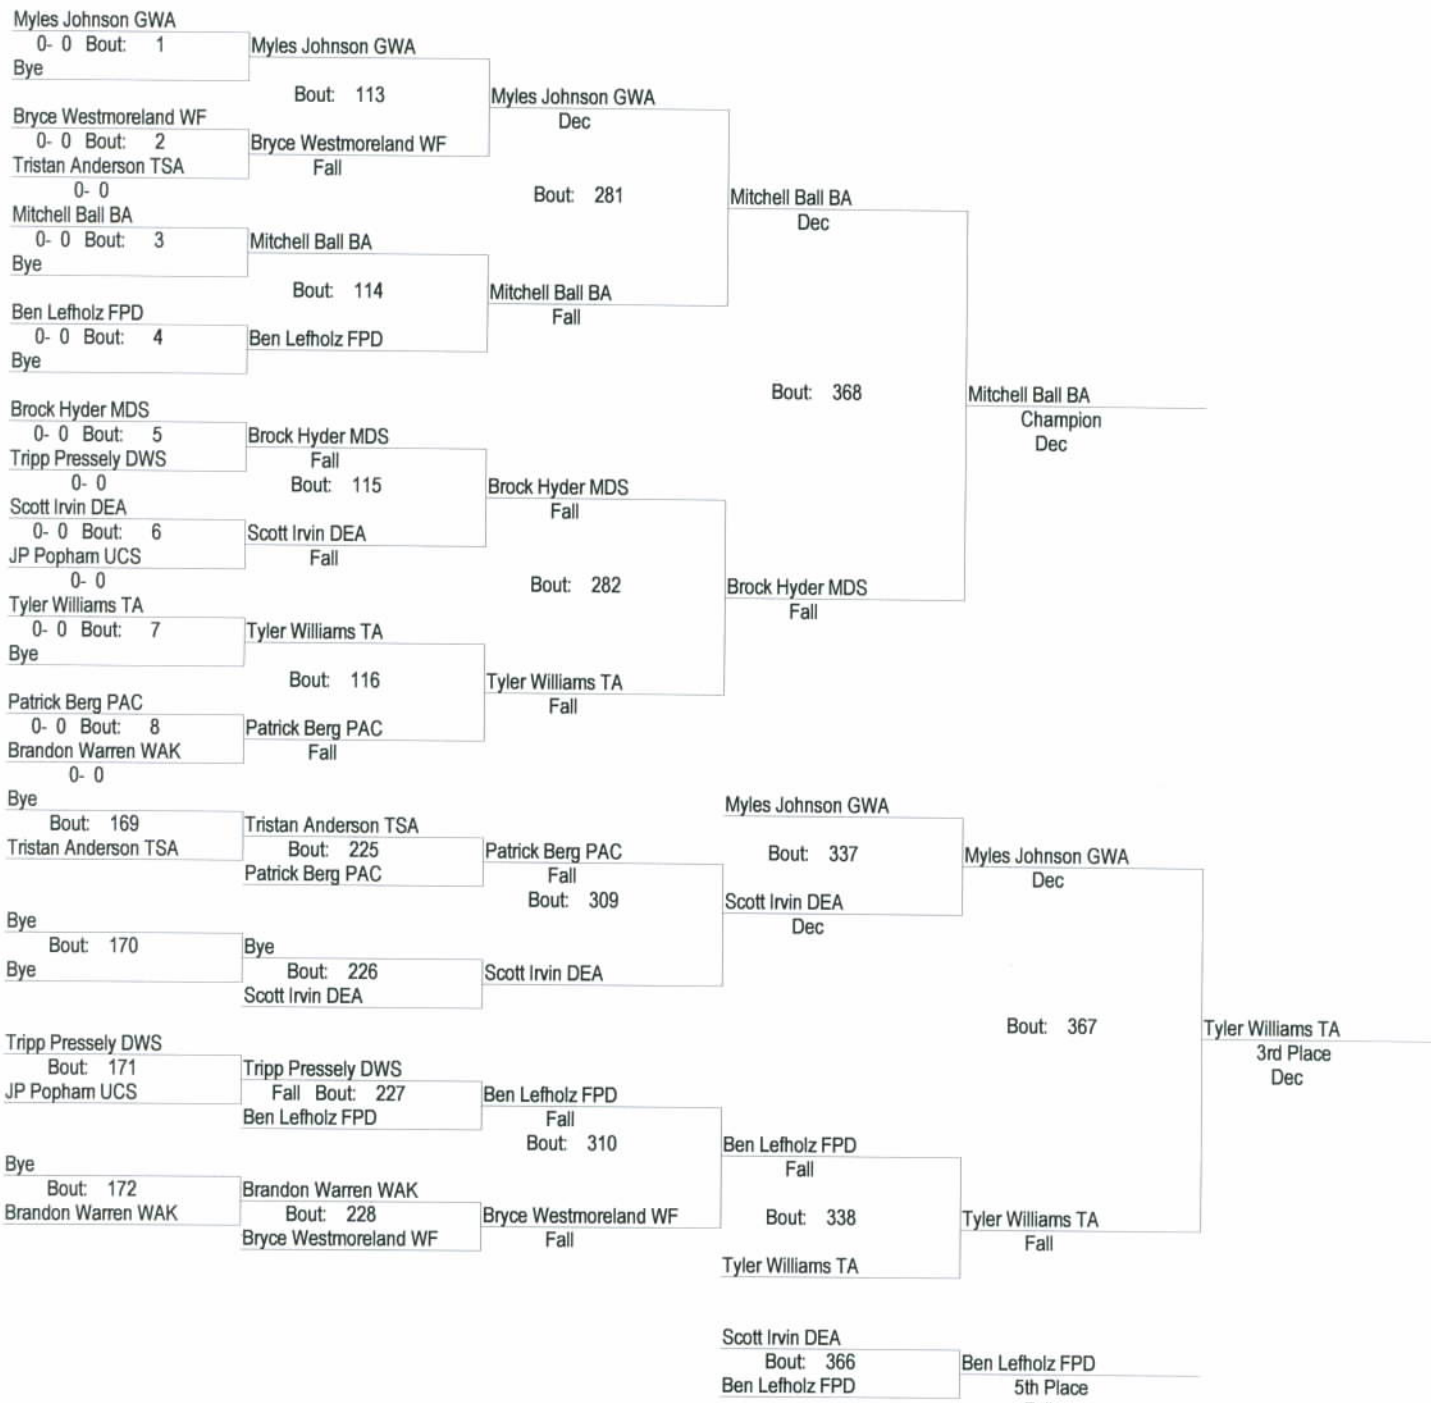 Myles Johnson GWA
0- 0 Bout: 1
Bye
Myles Johnson GWA
Bout: 113
Bryce Westmoreland WF
0- 0 Bout: 2
Tristan Anderson TSA
0- 0
Bryce Westmoreland WF
Fall
Myles Johnson GWA
Dec
Bout: 281
Mitchell Ball BA
0- 0 Bout: 3
Bye
Mitchell Ball BA
Bout: 114
Ben Lefholz FPD
0- 0 Bout: 4
Bye
Ben Lefholz FPD
Mitchell Ball BA
Fall
Mitchell Ball BA
Dec
Bout: 368
Mitchell Ball BA
Champion
Dec
Brock Hyder MDS
0- 0 Bout: 5
Tripp Pressely DWS
0- 0
Brock Hyder MDS
Fall
Bout: 115
Scott Irvin DEA
0- 0 Bout: 6
JP Popham UCS
0- 0
Scott Irvin DEA
Fall
Brock Hyder MDS
Fall
Bout: 282
Brock Hyder MDS
Fall
Tyler Williams TA
0- 0 Bout: 7
Bye
Tyler Williams TA
Bout: 116
Patrick Berg PAC
0- 0 Bout: 8
Brandon Warren WAK
0- 0
Patrick Berg PAC
Fall
Tyler Williams TA
Fall
Bye
Bout: 169
Tristan Anderson TSA
Tristan Anderson TSA
Bout: 225
Patrick Berg PAC
Patrick Berg PAC
Fall
Bout: 309
Bye
Bout: 170
Bye
Bye
Bout: 226
Scott Irvin DEA
Scott Irvin DEA
Myles Johnson GWA
Bout: 337
Scott Irvin DEA
Dec
Myles Johnson GWA
Dec
Bout: 367
Tyler Williams TA
3rd Place
Dec
Tripp Pressely DWS
Bout: 171
JP Popham UCS
Tripp Pressely DWS
Fall Bout: 227
Ben Lefholz FPD
Ben Lefholz FPD
Fall
Bout: 310
Bye
Bout: 172
Brandon Warren WAK
Brandon Warren WAK
Bout: 228
Bryce Westmoreland WF
Bryce Westmoreland WF
Fall
Ben Lefholz FPD
Fall
Bout: 338
Tyler Williams TA
Tyler Williams TA
Fall
Scott Irvin DEA
Bout: 366
Ben Lefholz FPD
Ben Lefholz FPD
5th Place